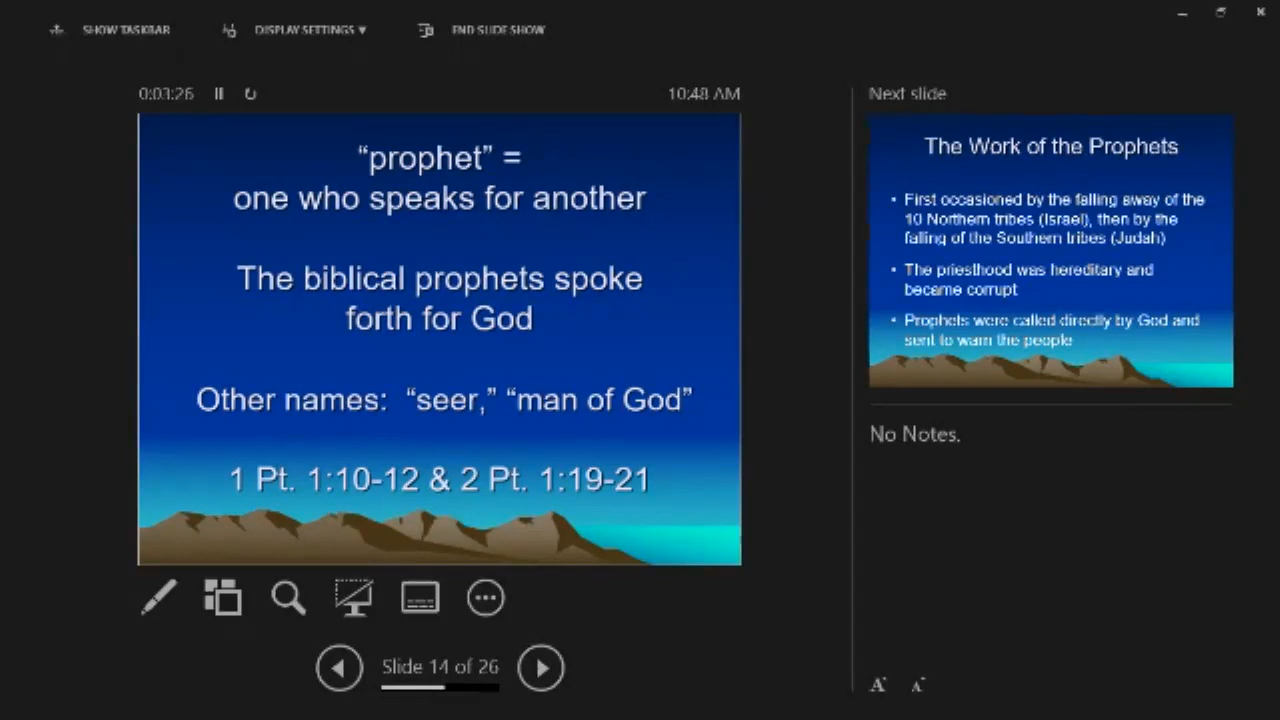 SHOW TASKBAR
DISPLAY SETTINGS ▼
END SLIDE SHOW
0:03:26
10:48 AM
“prophet” =
one who speaks for another
The biblical prophets spoke
forth for God
Other names: “seer,” “man of God”
1 Pt. 1:10-12 & 2 Pt. 1:19-21
Slide 14 of 26
Next slide
The Work of the Prophets
• First occasioned by the falling away of the
10 Northern tribes (Israel), then by the
falling of the Southern tribes (Judah)
• The priesthood was hereditary and
became corrupt
• Prophets were called directly by God and
sent to warn the people
No Notes.
A A